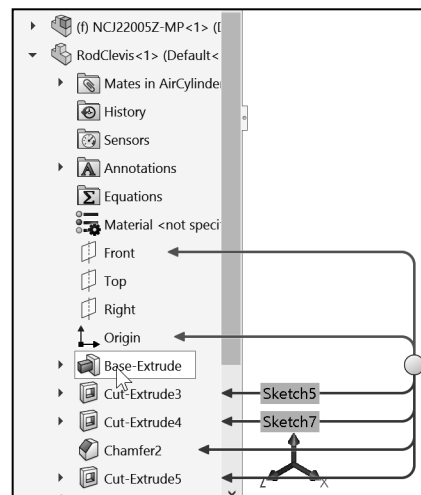 (f) NCJ22005Z-MP<1> (D
RodClevis<1> (Default<
Mates in AirCylinde
History
Sensors
Annotations
Equations
Material <not speci
Front
Top
Right
Origin
Base-Extrude
Cut-Extrude3 Sketch5
Cut-Extrude4 Sketch7
Chamfer2
Cut-Extrude5 Z X